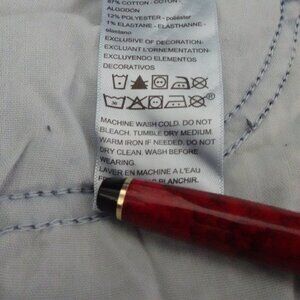 87% COTTON - COTON -
ALGODON
12% POLYESTER - poliéster
1% ELASTANE - ELASTHANNE -
elastano
EXCLUSIVE OF DECORATION-
EXCLUANT L'ORNEMENTATION-
EXCLUYENDO ELEMENTOS
DECORATIVOS
MACHINE WASH COLD. DO NOT
BLEACH. TUMBLE DRY MEDIUM
WARM IRON IF NEEDED. DO NOT
DRY CLEAN. WASH BEFORE
WEARING.
LAVER EN MACHINE A L'EAU
BLANCHIR.